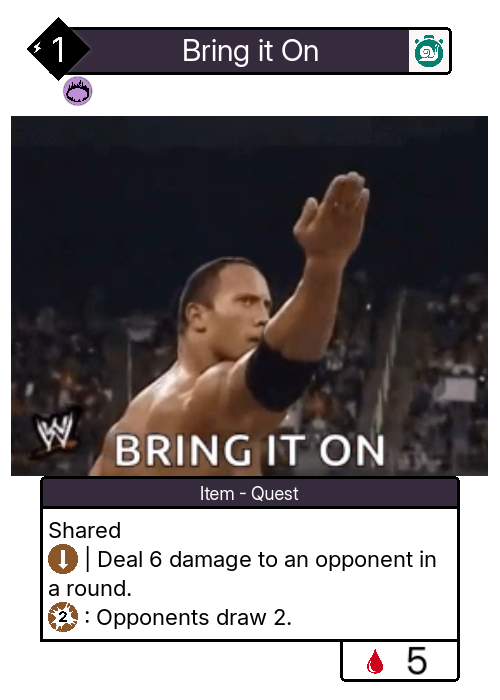 1
Bring it On
W
BRING IT ON
Item - Quest
Shared
| Deal 6 damage to an opponent in
a round.
2 : Opponents draw 2.
5